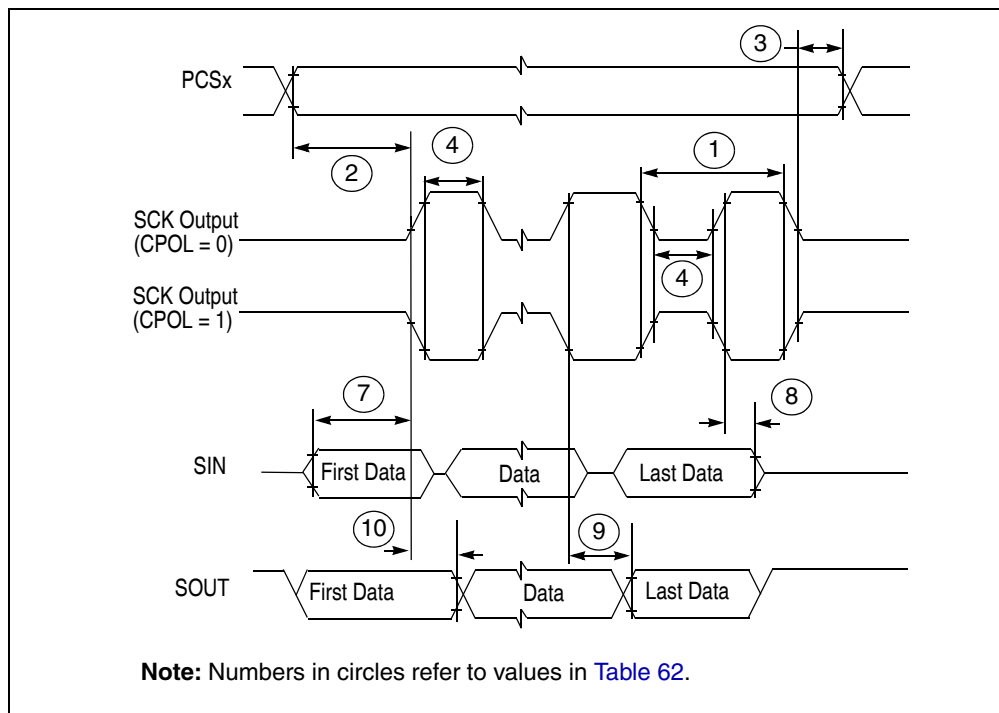 3
PCSx
2
4
1
SCK Output
(CPOL = 0)
4
SCK Output
(CPOL = 1)
7
8
SIN
First Data
Data
Last Data
10
9
SOUT
First Data
Data
Last Data
Note: Numbers in circles refer to values in Table 62.